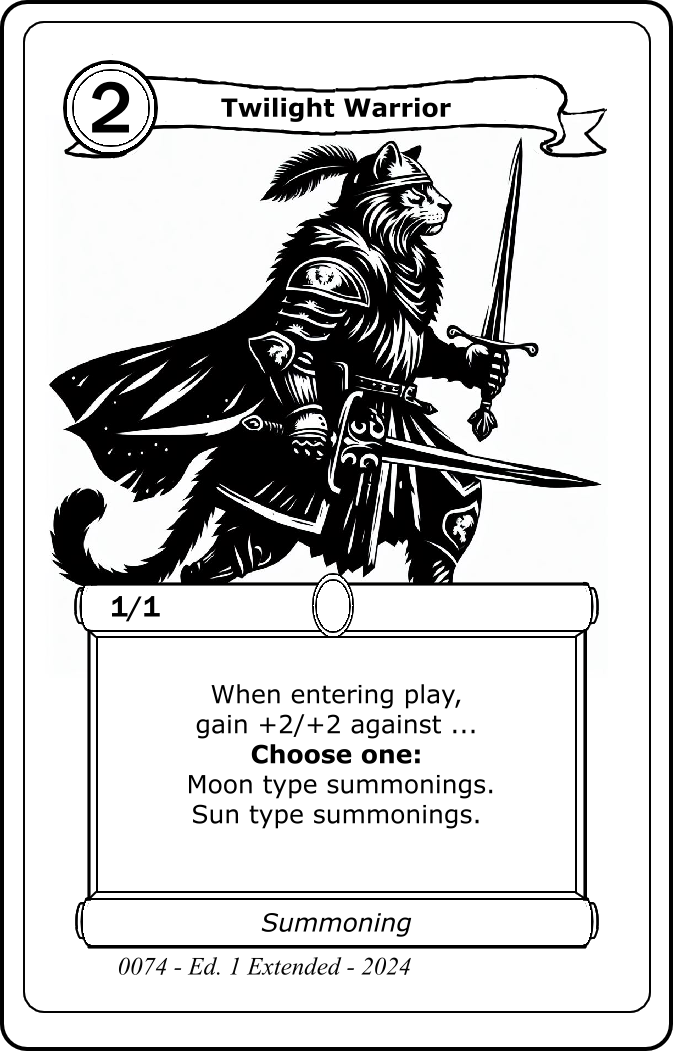 2
Twilight Warrior
1/1
When entering play,
gain +2/+2 against ...
Choose one:
Moon type summonings.
Sun type summonings.
Summoning
0074 - Ed. 1 Extended - 2024